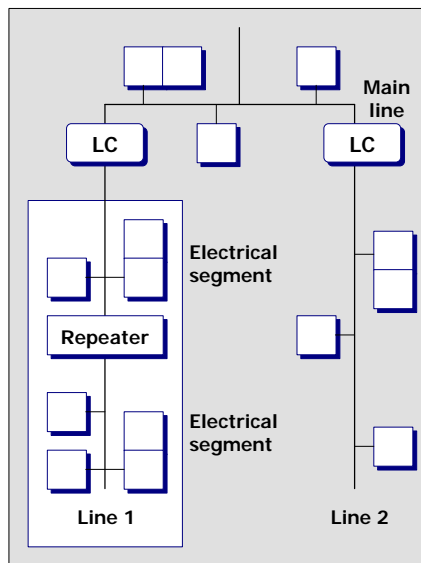 Main
line
LC
LC
Electrical
segment
Repeater
Electrical
segment
Line 1
Line 2